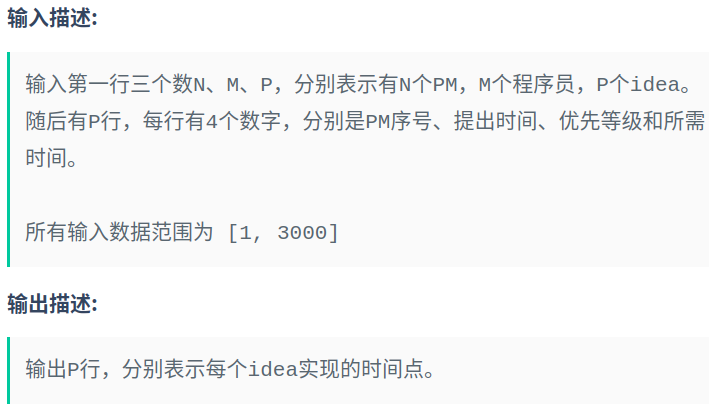 输入描述:
输入第一行三个数N、M、P，分别表示有N个PM，M个程序员，P个idea。
随后有P行，每行有4个数字，分别是PM序号、提出时间、优先等级和所需
时间。
所有输入数据范围为 [1, 3000]
输出描述:
输出P行，分别表示每个idea实现的时间点。